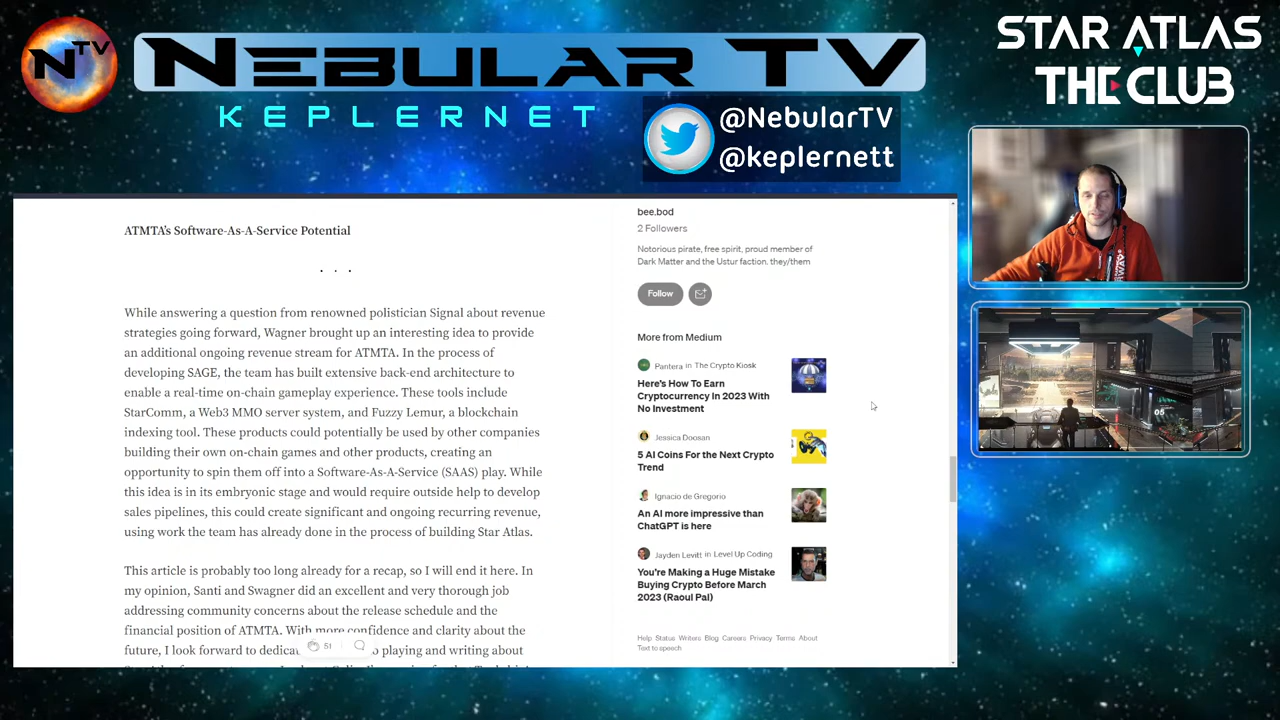 NTV
NEBULAR TV
KEPLERNET
@NebularTV
@keplernett
STAR ATLAS
THE CLUB
ATMTA's Software-As-A-Service Potential
. . .
While answering a question from renowned polistician Signal about revenue
strategies going forward, Wagner brought up an interesting idea to provide
an additional ongoing revenue stream for ATMTA. In the process of
developing SAGE, the team has built extensive back-end architecture to
enable a real-time on-chain gameplay experience. These tools include
StarComm, a Web3 MMO server system, and Fuzzy Lemur, a blockchain
indexing tool. These products could potentially be used by other companies
building their own on-chain games and other products, creating an
opportunity to spin them off into a Software-As-A-Service (SAAS) play. While
this idea is in its embryonic stage and would require outside help to develop
sales pipelines, this could create significant and ongoing recurring revenue,
using work the team has already done in the process of building Star Atlas.
This article is probably too long already for a recap, so I will end it here. In
my opinion, Santi and Swagner did an excellent and very thorough job
addressing community concerns about the release schedule and the
financial position of ATMTA. With more confidence and clarity about the
future, I look forward to dedica o playing and writing about
51
bee.bod
2 Followers
Notorious pirate, free spirit, proud member of
Dark Matter and the Ustur faction. they/them
Follow
More from Medium
Pantera in The Crypto Kiosk
Here's How To Earn
Cryptocurrency In 2023 With
No Investment
Jessica Doosan
5 AI Coins For the Next Crypto
Trend
Ignacio de Gregorio
An AI more impressive than
ChatGPT is here
Jayden Levitt in Level Up Coding
You're Making a Huge Mistake
Buying Crypto Before March
2023 (Raoul Pal)
Help Status Writers Blog Careers Privacy Terms About
Text to speech
05